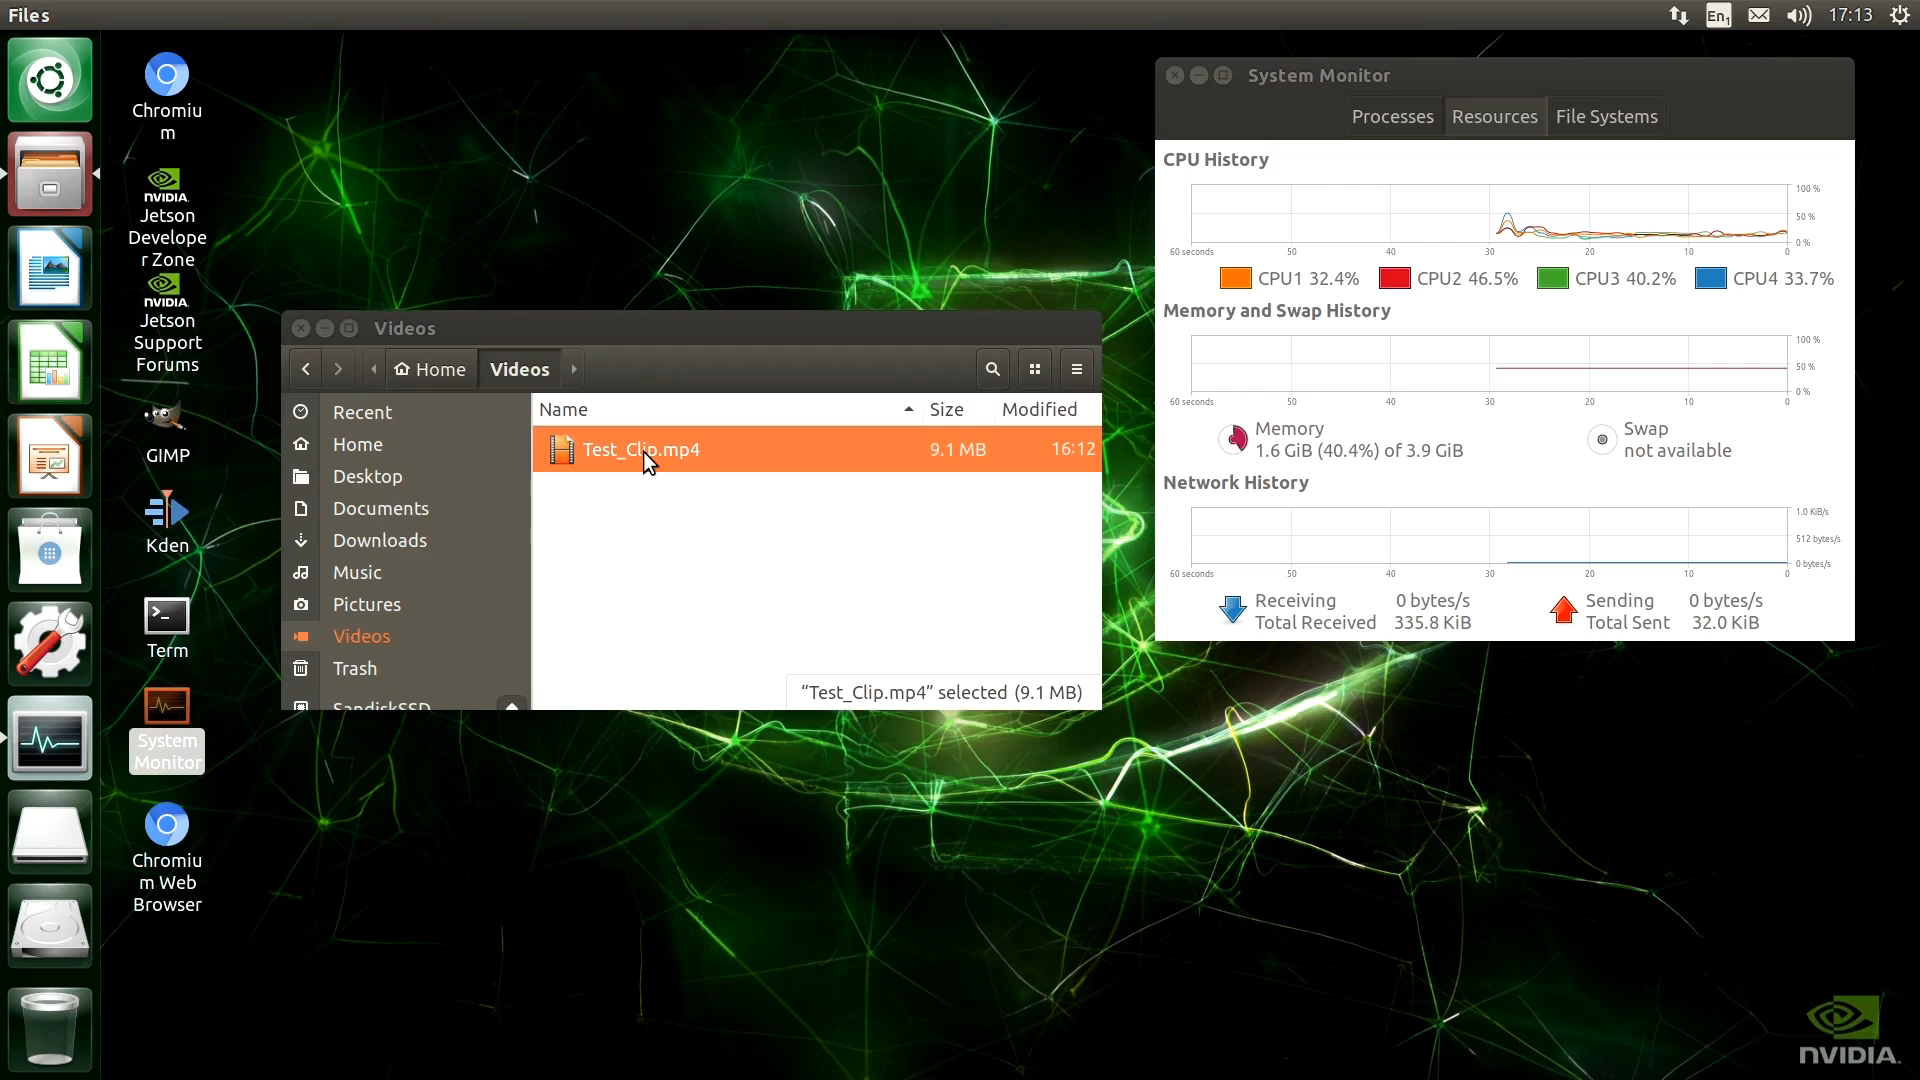 Files
En1
17:13
Chromiu
m
NVIDIA.
Jetson
Develope
r Zone
NVIDIA.
Jetson
Support
Forums
GIMP
Kden
Term
System
Monitor
Chromiu
m Web
Browser
Videos
Home
Videos
Recent
Home
Desktop
Documents
Downloads
Music
Pictures
Videos
Trash
SandiskSSD
Name Size Modified
Test_Clip.mp4 9.1 MB 16:12
“Test_Clip.mp4” selected (9.1 MB)
System Monitor
Processes Resources File Systems
CPU History
100 %
50 %
0 %
60 seconds 50 40 30 20 10 0
CPU1 32.4% CPU2 46.5% CPU3 40.2% CPU4 33.7%
Memory and Swap History
100 %
50 %
0 %
60 seconds 50 40 30 20 10 0
Memory
1.6 GiB (40.4%) of 3.9 GiB
Swap
not available
Network History
1.0 KiB/s
512 bytes/s
0 bytes/s
60 seconds 50 40 30 20 10 0
Receiving 0 bytes/s
Total Received 335.8 KiB
Sending 0 bytes/s
Total Sent 32.0 KiB
NVIDIA.